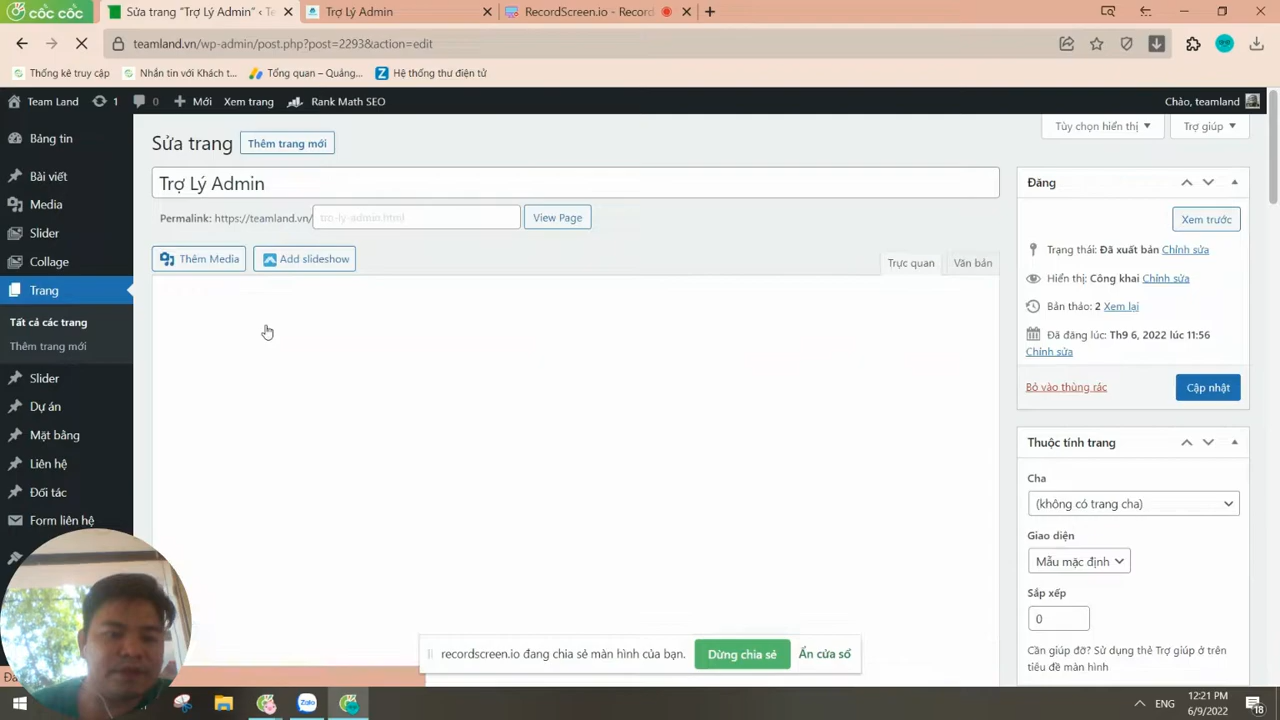 cốc cốc
Sửa trang "Trợ Lý Admin" ‹ Te
Trợ Lý Admin
RecordScreen.io - Record
teamland.vn/wp-admin/post.php?post=2293&action=edit
Thống kê truy cập
Nhắn tin với Khách t...
Tổng quan – Quảng...
Hệ thống thư điện tử
Team Land
1
0
Mới
Xem trang
Rank Math SEO
Chào, teamland
Tùy chọn hiển thị
Trợ giúp
Bảng tin
Bài viết
Media
Slider
Collage
Trang
Tất cả các trang
Thêm trang mới
Slider
Dự án
Mặt bằng
Liên hệ
Đối tác
Form liên hệ
Sửa trang
Thêm trang mới
Trợ Lý Admin
Permalink: https://teamland.vn/
tro-ly-admin.html
View Page
Thêm Media
Add slideshow
Trực quan
Văn bản
Đăng
Xem trước
Trạng thái: Đã xuất bản Chỉnh sửa
Hiển thị: Công khai Chỉnh sửa
Bản thảo: 2 Xem lại
Đã đăng lúc: Th9 6, 2022 lúc 11:56
Chỉnh sửa
Bỏ vào thùng rác
Cập nhật
Thuộc tính trang
Cha
(không có trang cha)
Giao diện
Mẫu mặc định
Sắp xếp
0
Cần giúp đỡ? Sử dụng thẻ Trợ giúp ở trên
tiêu đề màn hình
recordscreen.io đang chia sẻ màn hình của bạn.
Dừng chia sẻ
Ẩn cửa sổ
Zalo
ENG
12:21 PM
6/9/2022
18